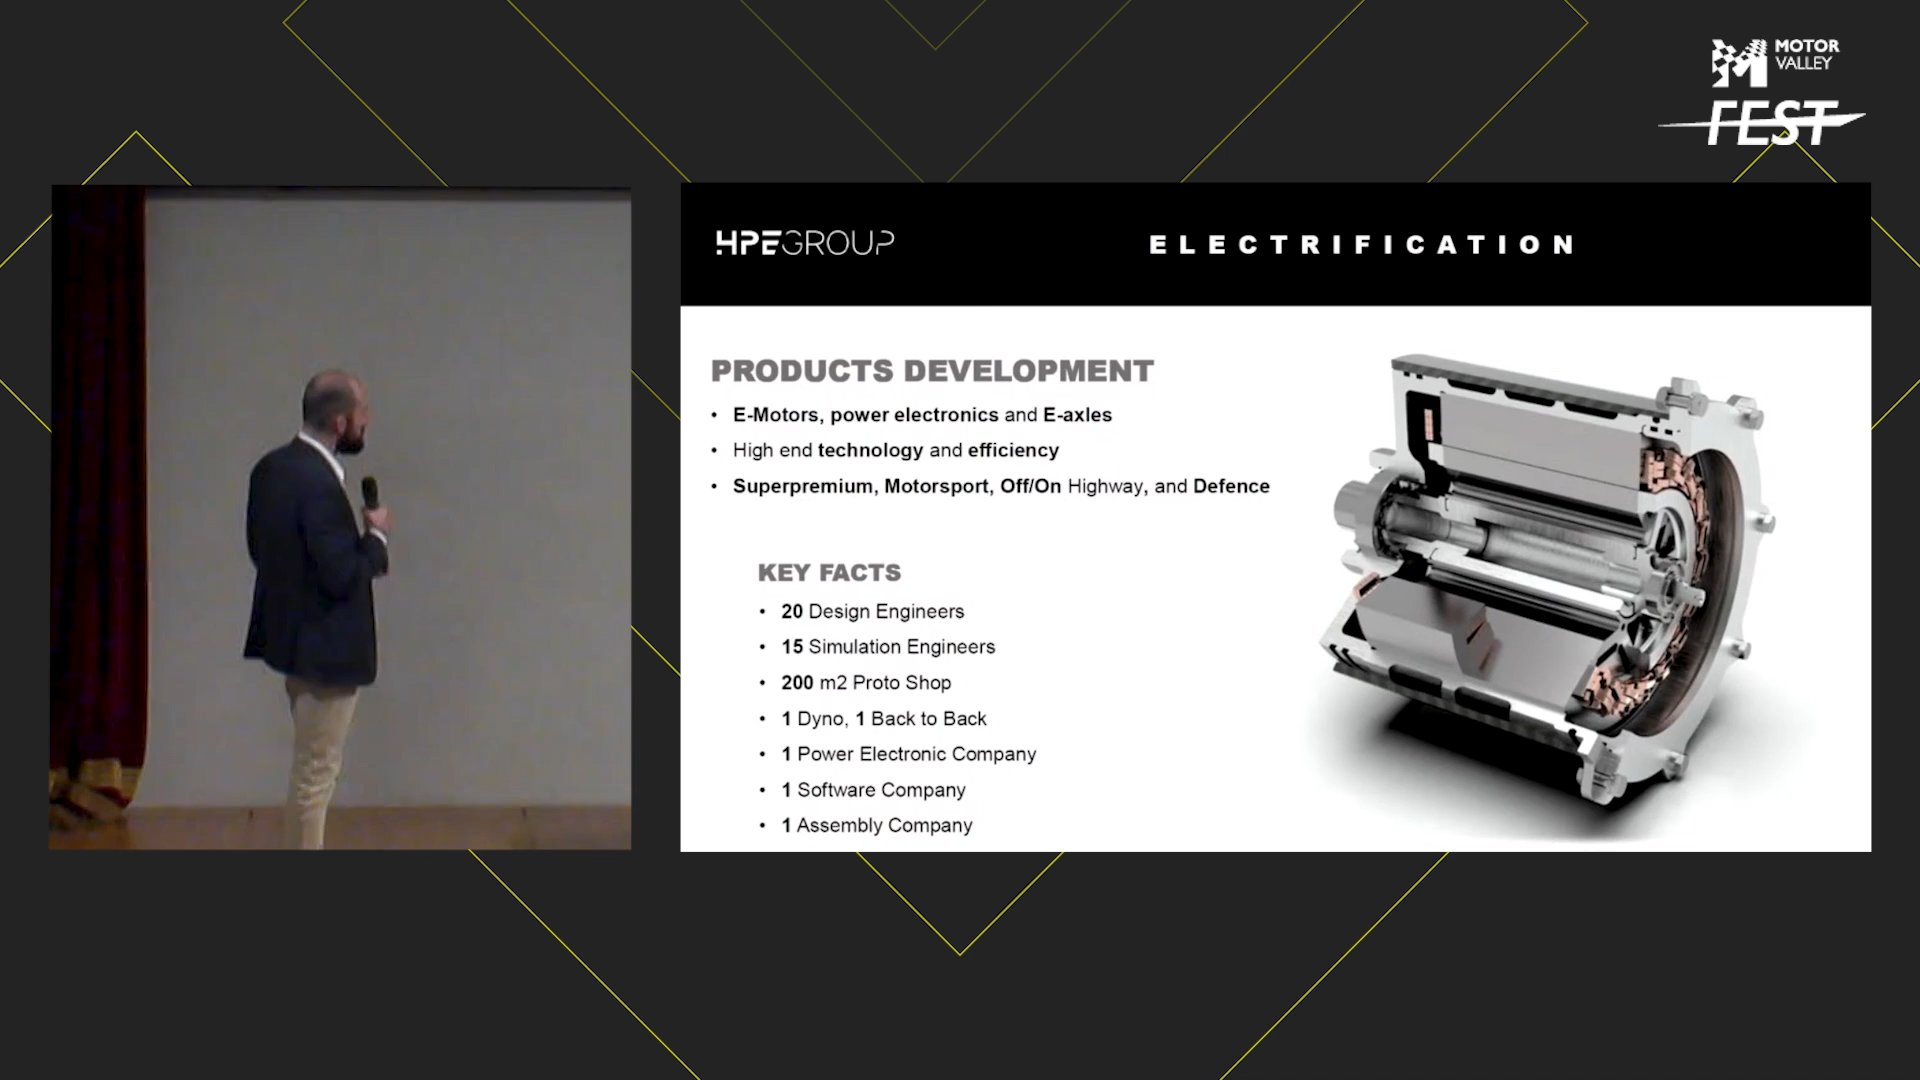 MOTOR
VALLEY
FEST
HPEGROUP
ELECTRIFICATION
PRODUCTS DEVELOPMENT
• E-Motors, power electronics and E-axles
• High end technology and efficiency
• Superpremium, Motorsport, Off/On Highway, and Defence
KEY FACTS
• 20 Design Engineers
• 15 Simulation Engineers
• 200 m2 Proto Shop
• 1 Dyno, 1 Back to Back
• 1 Power Electronic Company
• 1 Software Company
• 1 Assembly Company